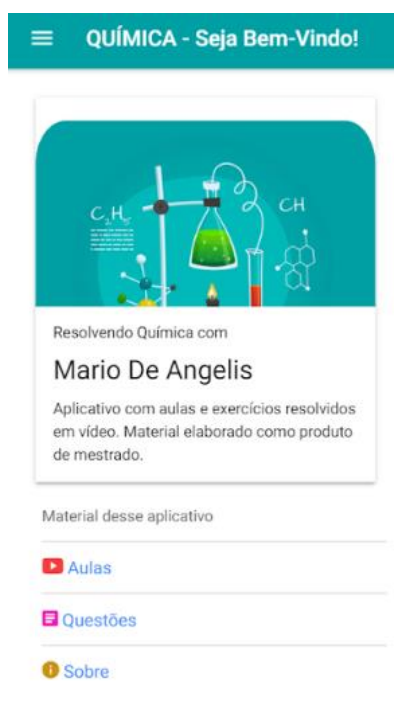 QUÍMICA - Seja Bem-Vindo!
C₂H₅
CH
Resolvendo Química com
Mario De Angelis
Aplicativo com aulas e exercícios resolvidos
em vídeo. Material elaborado como produto
de mestrado.
Material desse aplicativo
Aulas
Questões
Sobre